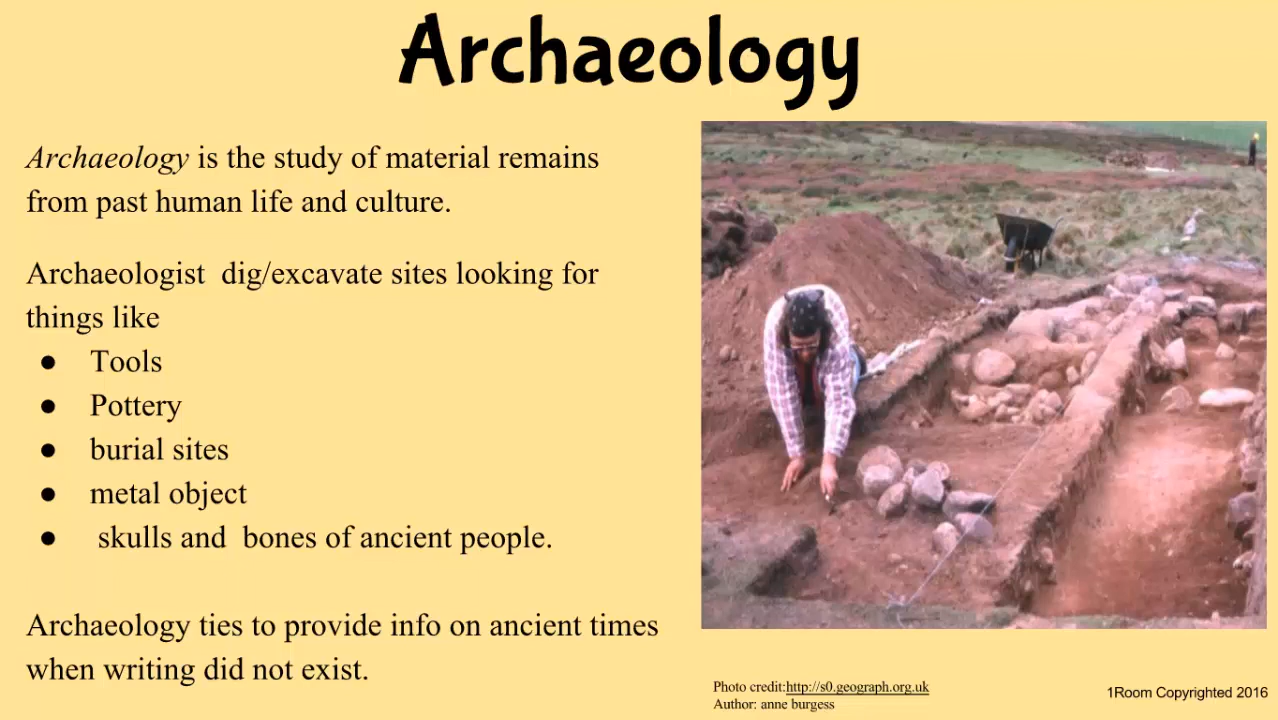 Archaeology
Archaeology is the study of material remains
from past human life and culture.
Archaeologist  dig/excavate sites looking for
things like
● Tools
● Pottery
● burial sites
● metal object
● skulls and  bones of ancient people.
Archaeology ties to provide info on ancient times
when writing did not exist.
Photo credit:http://s0.geograph.org.uk
Author: anne burgess
1Room Copyrighted 2016